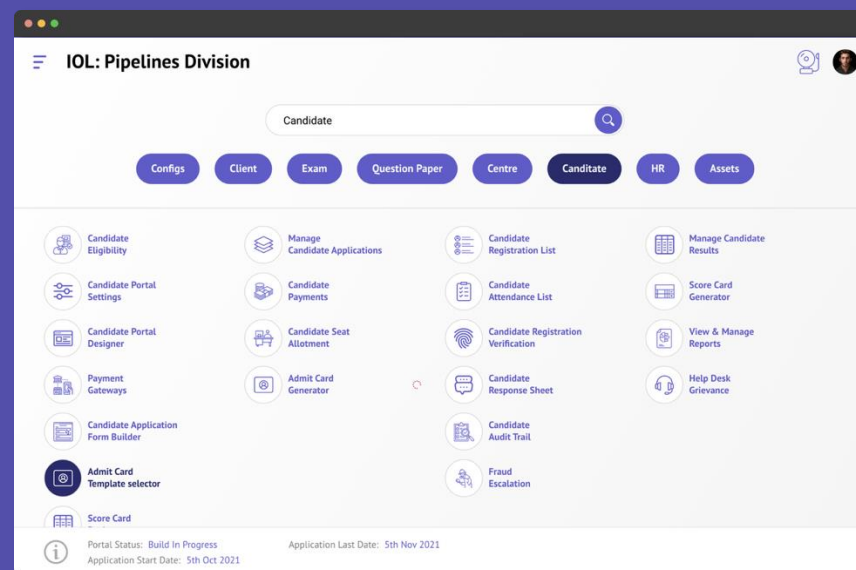 IOL: Pipelines Division
Candidate
Configs Client Exam Question Paper Centre Canditate HR Assets
Candidate
Eligibility
Candidate Portal
Settings
Candidate Portal
Designer
Payment
Gateways
Candidate Application
Form Builder
Admit Card
Template selector
Score Card
Manage
Candidate Applications
Candidate
Payments
Candidate Seat
Allotment
Admit Card
Generator
Candidate
Registration List
Candidate
Attendance List
Candidate Registration
Verification
Candidate
Response Sheet
Candidate
Audit Trail
Fraud
Escalation
Manage Candidate
Results
Score Card
Generator
View & Manage
Reports
Help Desk
Grievance
Portal Status: Build In Progress Application Last Date: 5th Nov 2021
Application Start Date: 5th Oct 2021